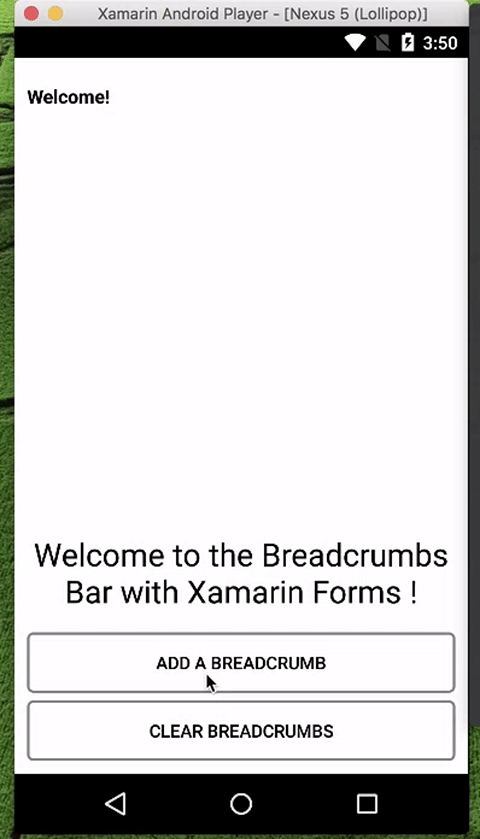 Xamarin Android Player - [Nexus 5 (Lollipop)]
3:50
Welcome!
Welcome to the Breadcrumbs
Bar with Xamarin Forms !
ADD A BREADCRUMB
CLEAR BREADCRUMBS